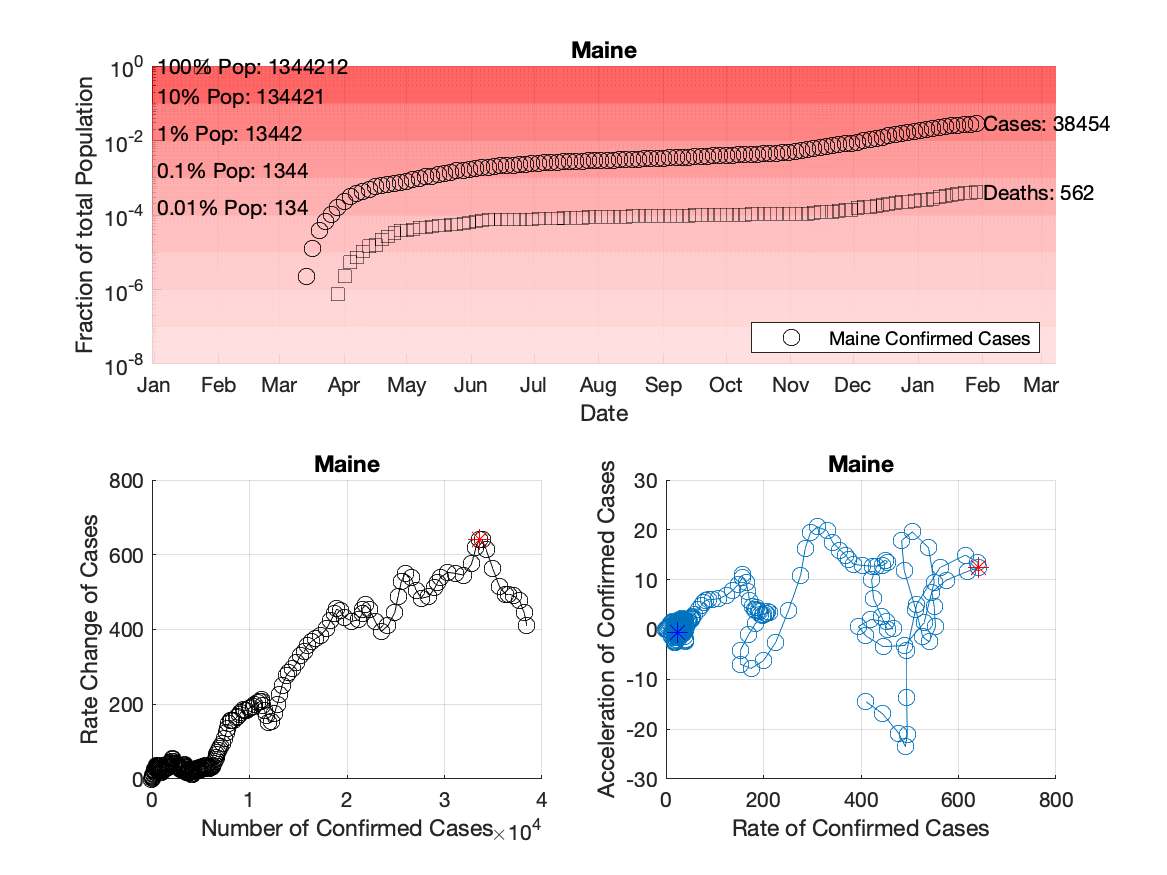 Maine
10^0
10^-2
10^-4
10^-6
10^-8
Fraction of total Population
100% Pop: 1344212
10% Pop: 134421
1% Pop: 13442
0.1% Pop: 1344
0.01% Pop: 134
Cases: 38454
Deaths: 562
Maine Confirmed Cases
Jan Feb Mar Apr May Jun Jul Aug Sep Oct Nov Dec Jan Feb Mar
Date
Maine
800
600
400
200
0
Rate Change of Cases
0 1 2 3 4
Number of Confirmed Cases ×10^4
Maine
30
20
10
0
-10
-20
-30
Acceleration of Confirmed Cases
0 200 400 600 800
Rate of Confirmed Cases